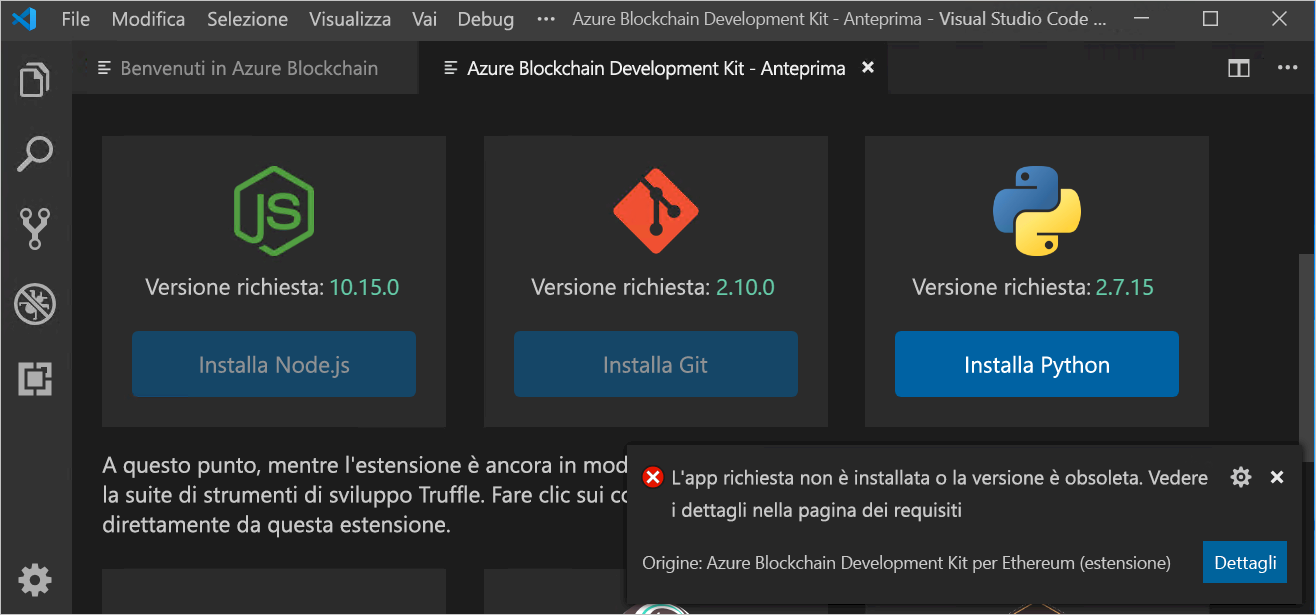 File Modifica Selezione Visualizza Vai Debug ··· Azure Blockchain Development Kit - Anteprima - Visual Studio Code ...
Benvenuti in Azure Blockchain
Azure Blockchain Development Kit - Anteprima
JS
Versione richiesta: 10.15.0
Installa Node.js
Versione richiesta: 2.10.0
Installa Git
Versione richiesta: 2.7.15
Installa Python
A questo punto, mentre l'estensione è ancora in
la suite di strumenti di sviluppo Truffle. Fare clic sui
direttamente da questa estensione.
L'app richiesta non è installata o la versione è obsoleta. Vedere
i dettagli nella pagina dei requisiti
Origine: Azure Blockchain Development Kit per Ethereum (estensione)
Dettagli